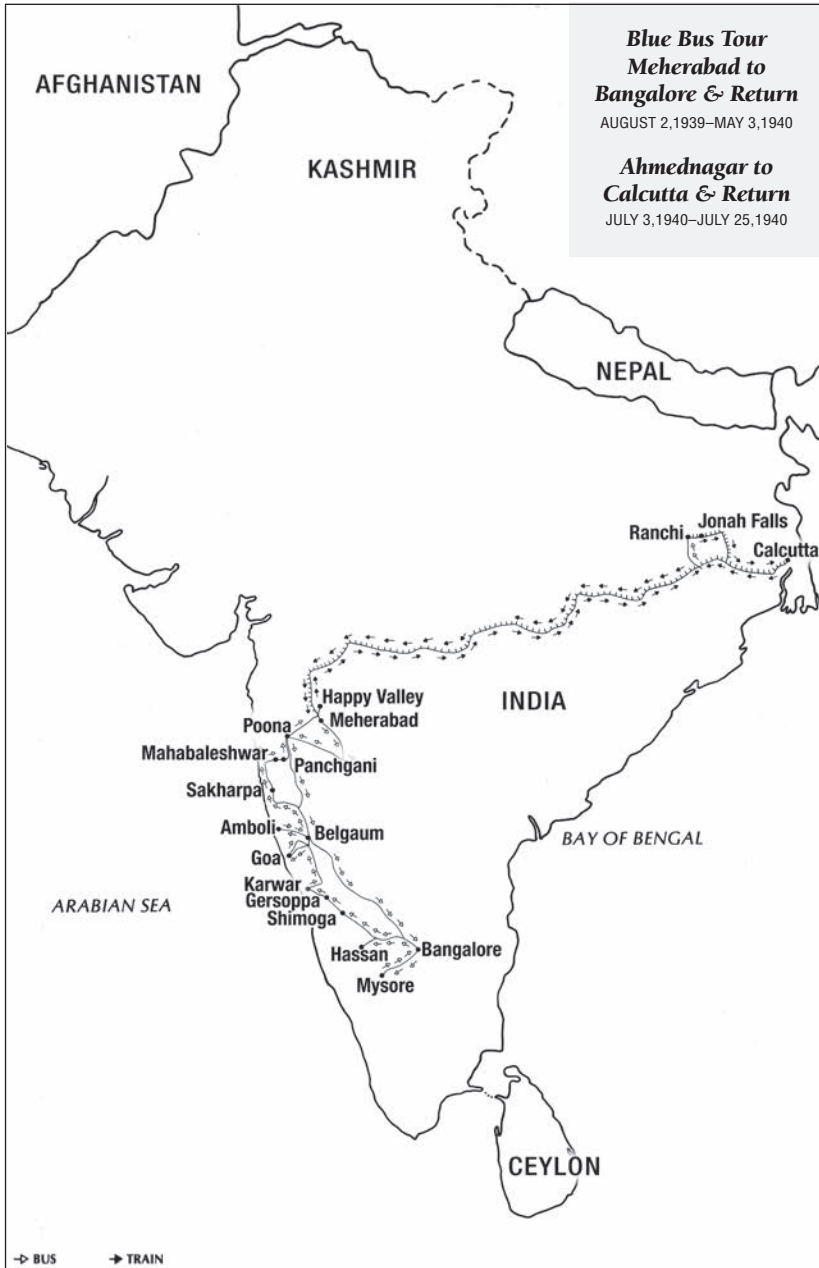 Blue Bus Tour
Meherabad to
Bangalore & Return
AUGUST 2,1939–MAY 3,1940
Ahmednagar to
Calcutta & Return
JULY 3,1940–JULY 25,1940
AFGHANISTAN
KASHMIR
NEPAL
Ranchi
Jonah Falls
Calcutta
INDIA
Happy Valley
Meherabad
Poona
Mahabaleshwar
Panchgani
Sakharpa
Amboli
Belgaum
BAY OF BENGAL
Goa
Karwar
ARABIAN SEA
Gersoppa
Shimoga
Hassan
Bangalore
Mysore
CEYLON
BUS
TRAIN